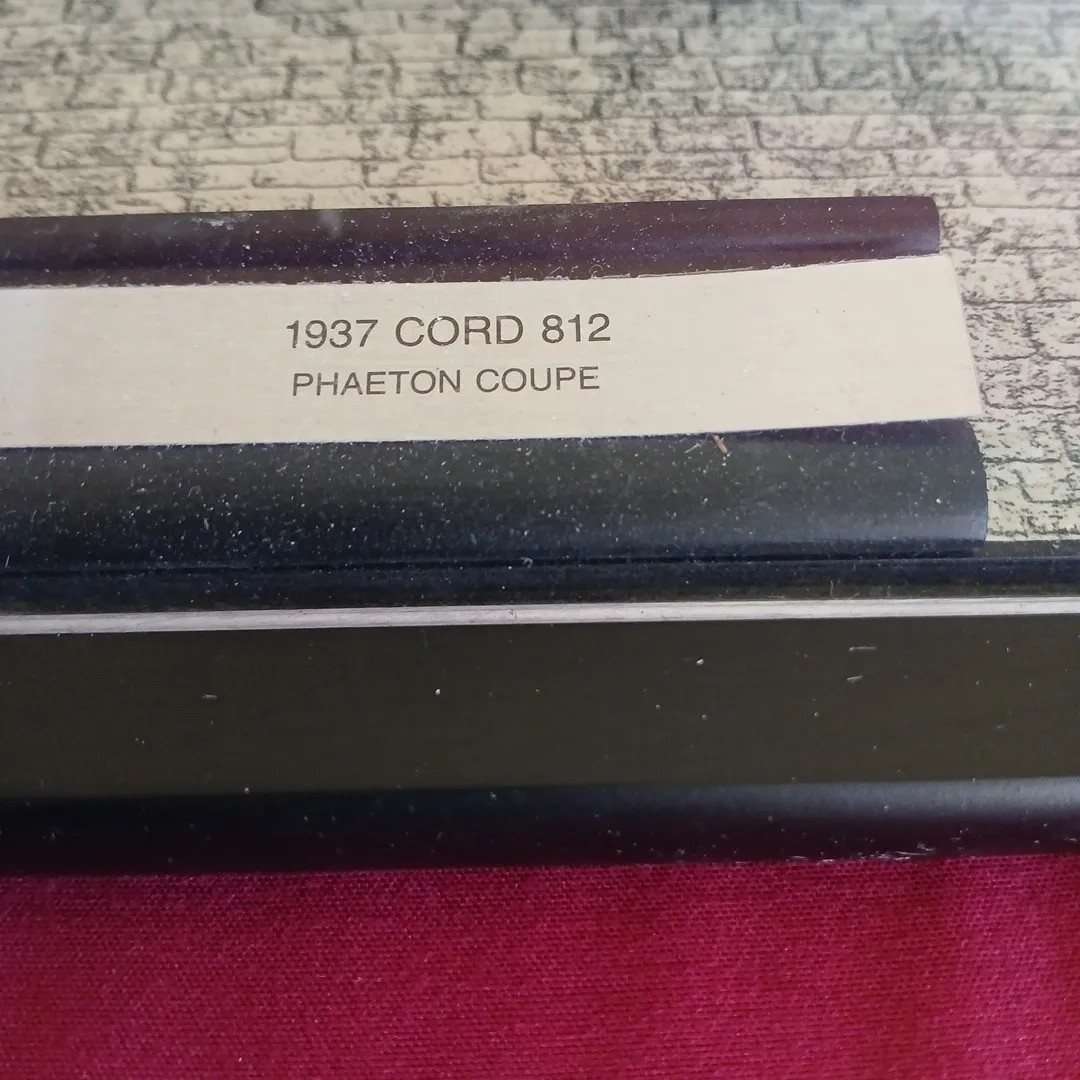 1937 CORD 812
PHAETON COUPE